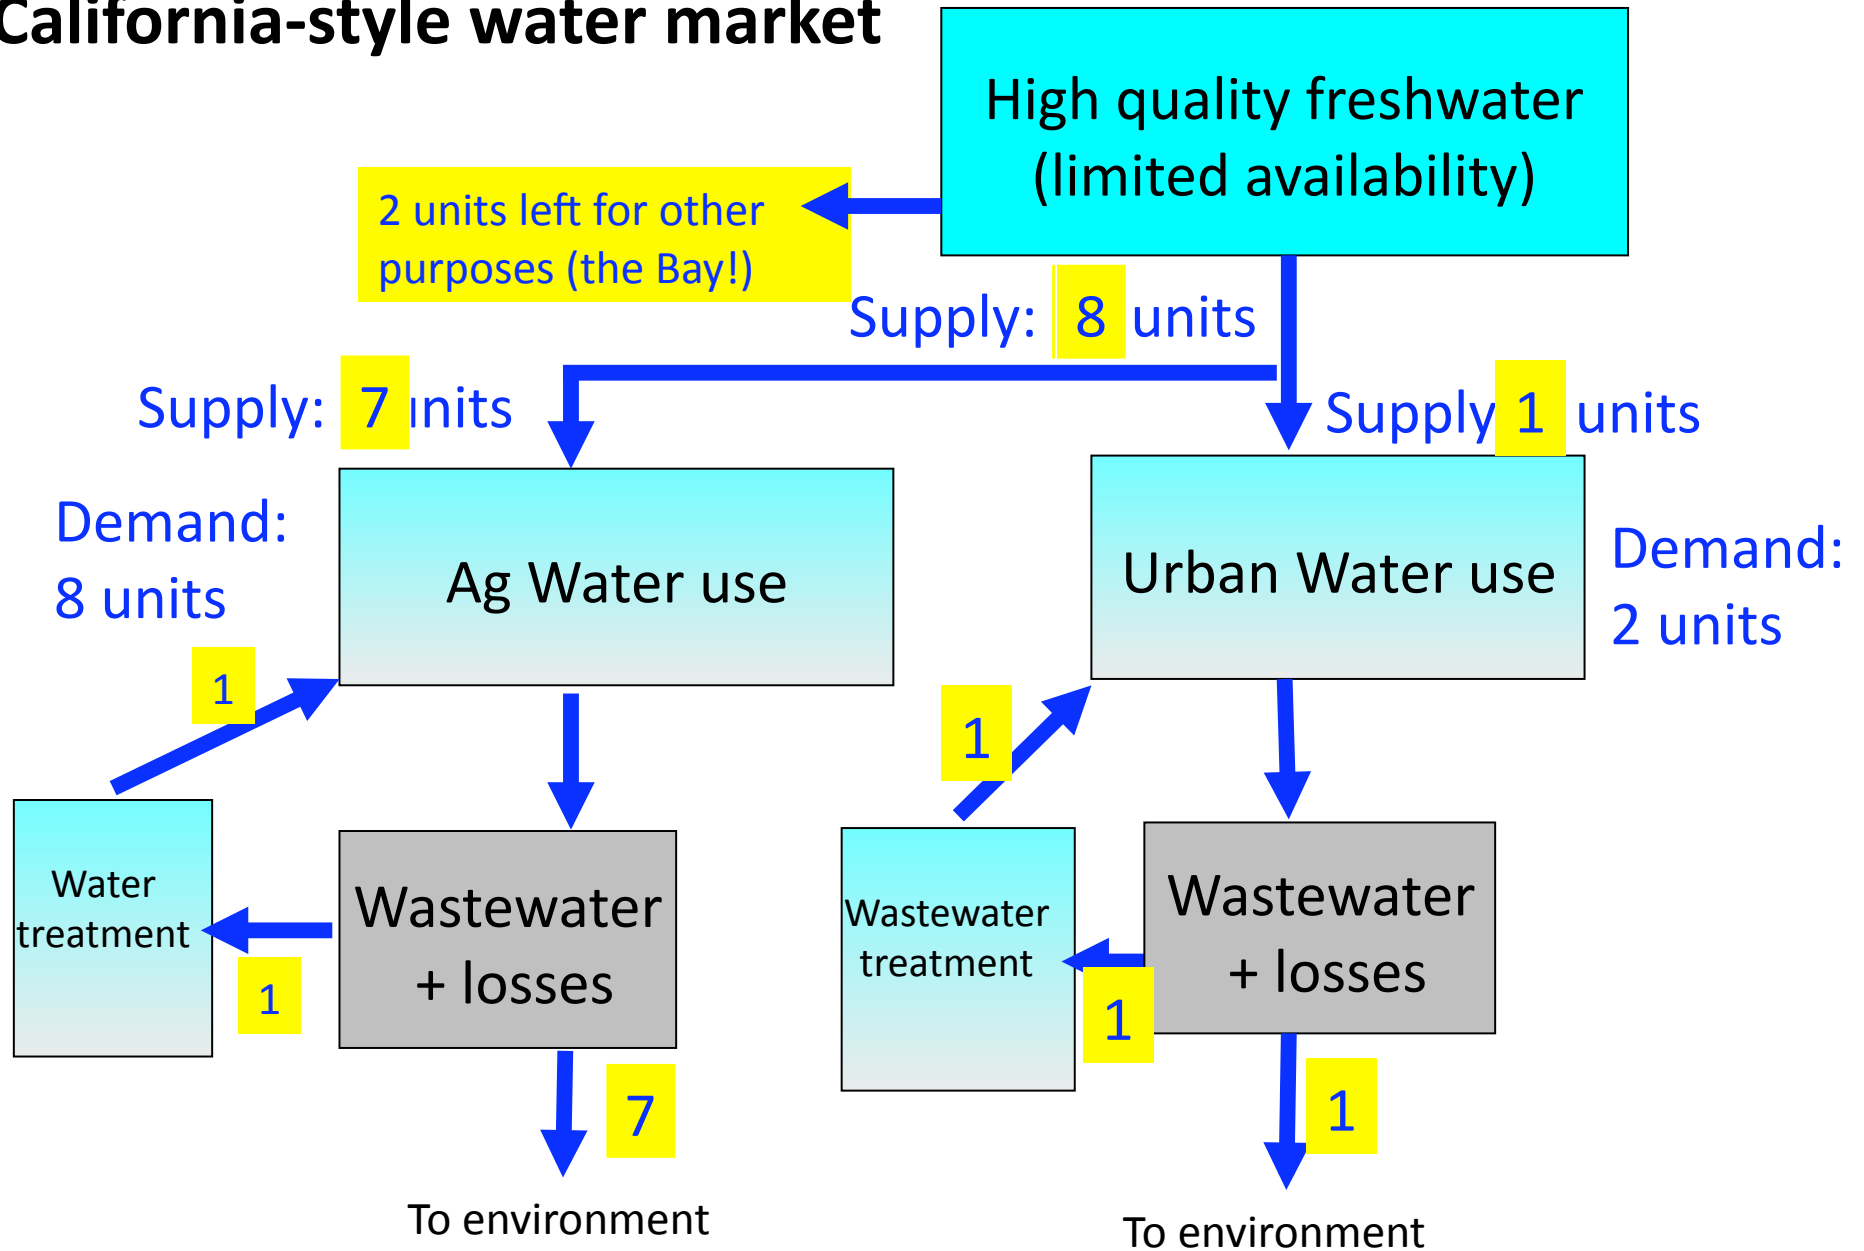 California-style water market
High quality freshwater
(limited availability)
2 units left for other
purposes (the Bay!)
Supply: 8 units
Supply: 7 units
Supply 1 units
Demand:
8 units
Ag Water use
Urban Water use
Demand:
2 units
1
1
Water
treatment
1
Wastewater
+ losses
Wastewater
treatment
1
Wastewater
+ losses
7
1
To environment
To environment